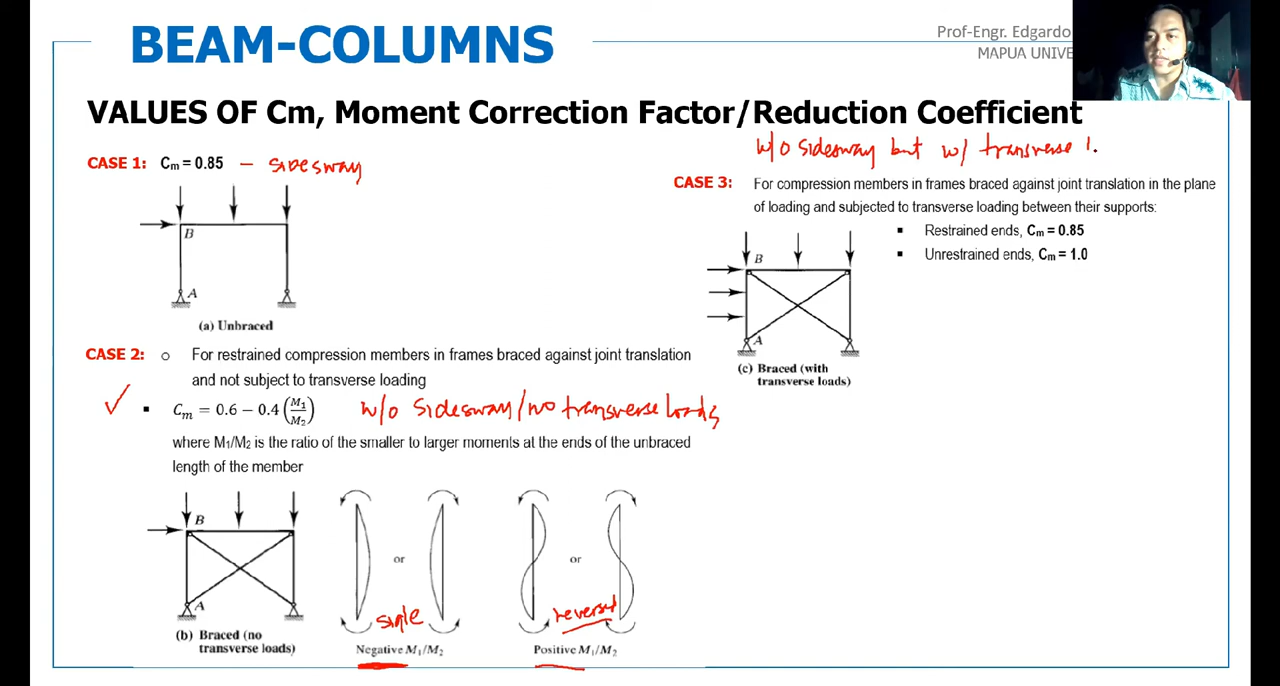 BEAM-COLUMNS
Prof-Engr. Edgardo
MAPUA UNIVE
VALUES OF Cm, Moment Correction Factor/Reduction Coefficient
CASE 1: Cm = 0.85 – SIDESWAY
B
A
(a) Unbraced
CASE 2: o For restrained compression members in frames braced against joint translation
and not subject to transverse loading
✓ ▪ Cm = 0.6 − 0.4 (M1/M2) w/o sidesway/no transverse loads
where M1/M2 is the ratio of the smaller to larger moments at the ends of the unbraced
length of the member
B
A
(b) Braced (no
transverse loads)
or
single
Negative M1/M2
or
reversed
Positive M1/M2
w/o sidesway but w/ transverse l
CASE 3: For compression members in frames braced against joint translation in the plane
of loading and subjected to transverse loading between their supports:
▪ Restrained ends, Cm = 0.85
▪ Unrestrained ends, Cm = 1.0
B
A
(c) Braced (with
transverse loads)